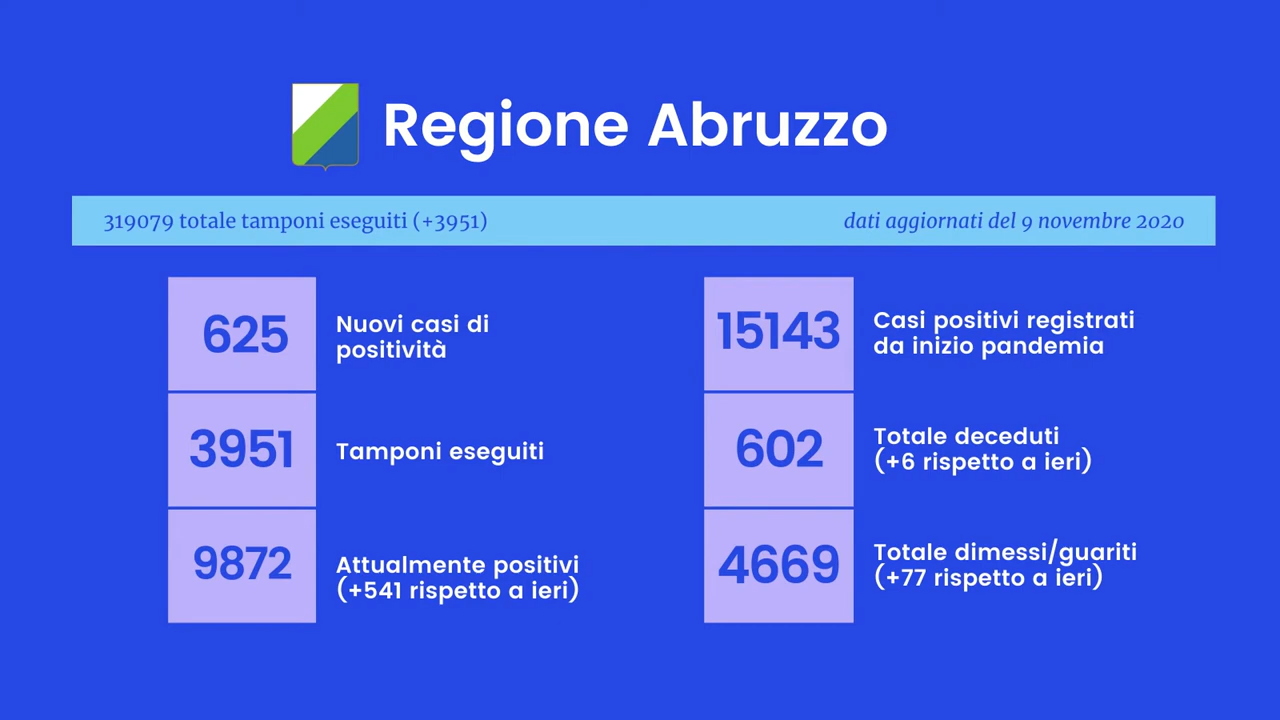 Regione Abruzzo
319079 totale tamponi eseguiti (+3951)
dati aggiornati del 9 novembre 2020
625
Nuovi casi di
positività
3951
Tamponi eseguiti
9872
Attualmente positivi
(+541 rispetto a ieri)
15143
Casi positivi registrati
da inizio pandemia
602
Totale deceduti
(+6 rispetto a ieri)
4669
Totale dimessi/guariti
(+77 rispetto a ieri)